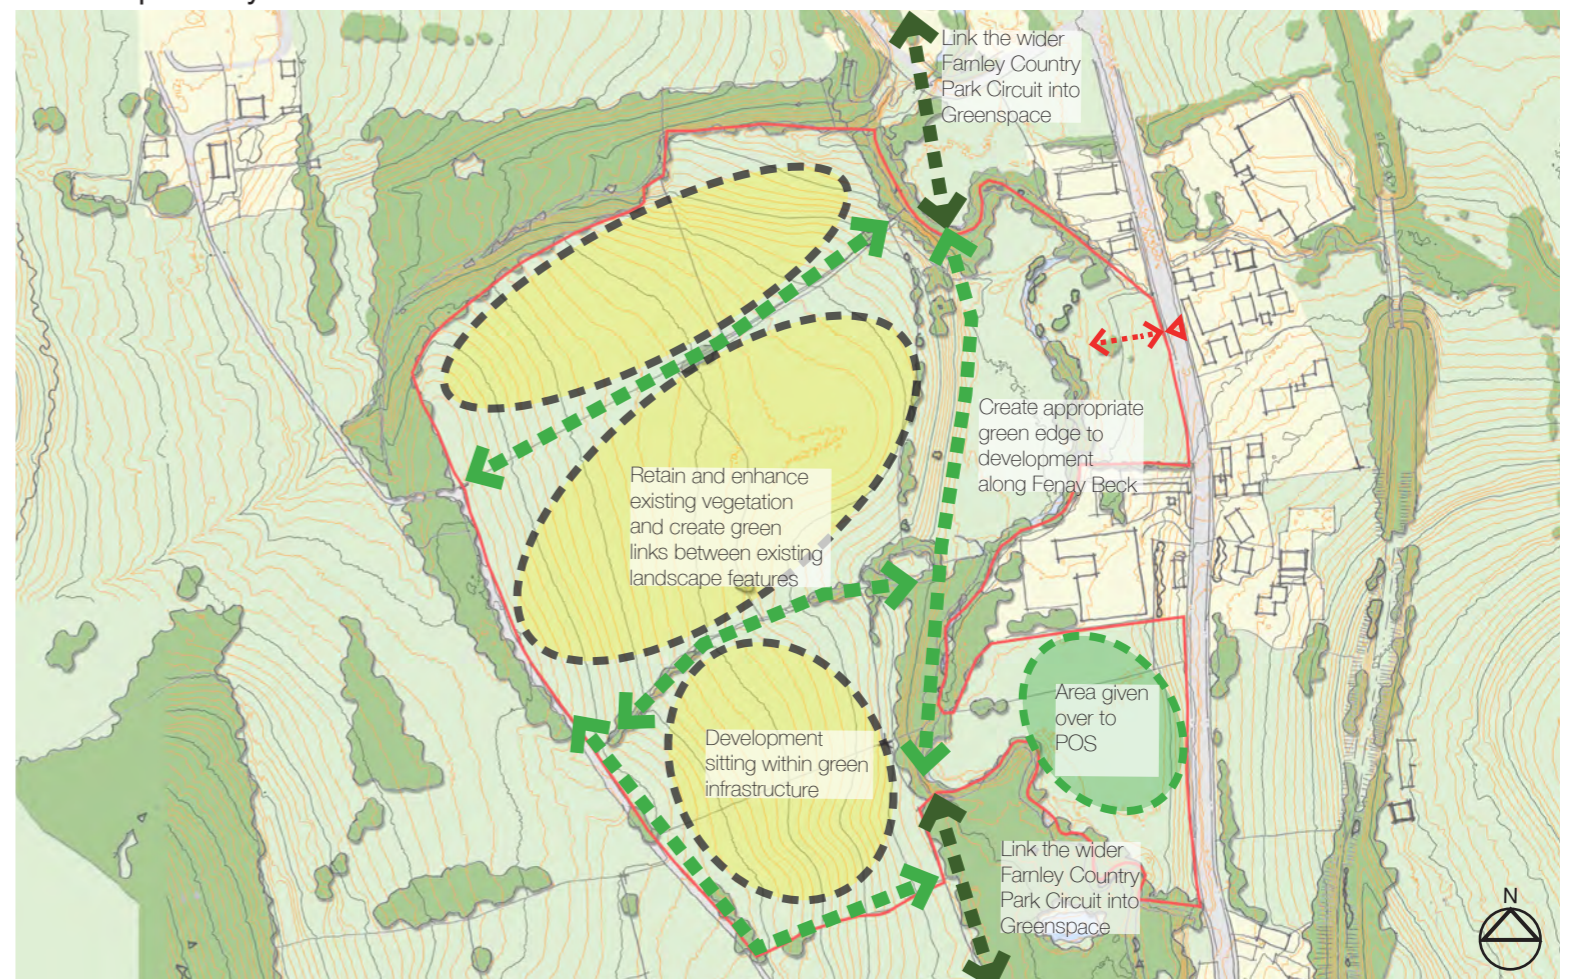 Link the wider
Farnley Country
Park Circuit into
Greenspace
Create appropriate
green edge to
development
along Fenay Beck
Retain and enhance
existing vegetation
and create green
links between existing
landscape features
Area given
over to
POS
Development
sitting within green
infrastructure
Link the wider
Farnley Country
Park Circuit into
Greenspace
N